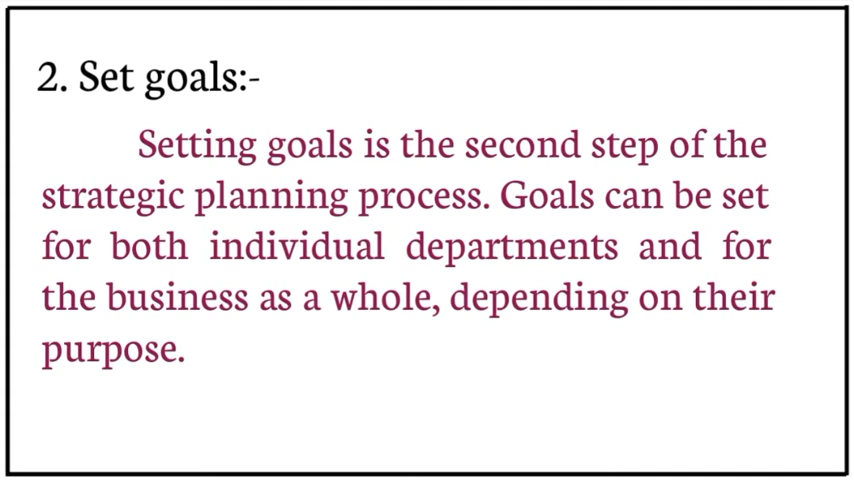 2. Set goals:-
Setting goals is the second step of the
strategic planning process. Goals can be set
for both individual departments and for
the business as a whole, depending on their
purpose.